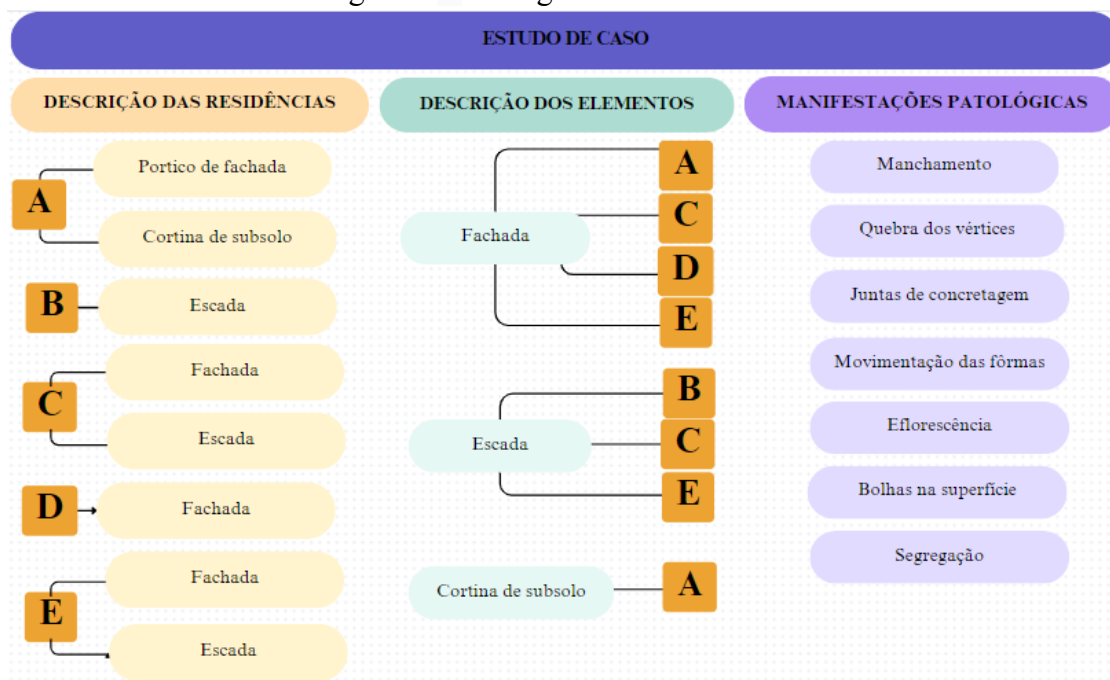 ESTUDO DE CASO
DESCRIÇÃO DAS RESIDÊNCIAS
A
Portico de fachada
Cortina de subsolo
B
Escada
C
Fachada
Escada
D
Fachada
E
Fachada
Escada
DESCRIÇÃO DOS ELEMENTOS
Fachada
A
C
D
E
Escada
B
C
E
Cortina de subsolo
A
MANIFESTAÇÕES PATOLÓGICAS
Manchamento
Quebra dos vértices
Juntas de concretagem
Movimentação das fôrmas
Eflorescência
Bolhas na superfície
Segregação